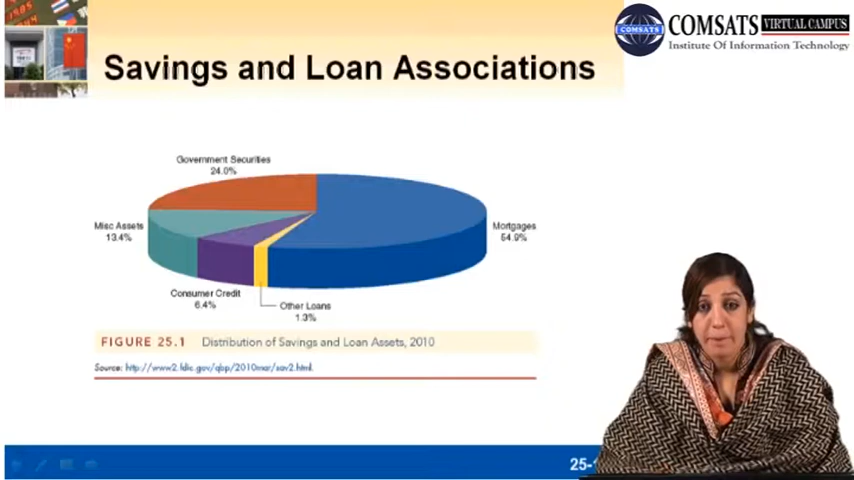 COMSATS VIRTUAL CAMPUS
COMSATS
Institute Of Information Technology
Savings and Loan Associations
Government Securities
24.0%
Misc Assets
13.4%
Mortgages
54.9%
Consumer Credit
6.4%
Other Loans
1.3%
FIGURE 25.1 Distribution of Savings and Loan Assets, 2010
Source: http://www2.fdic.gov/qbp/2010mar/sav2.html.